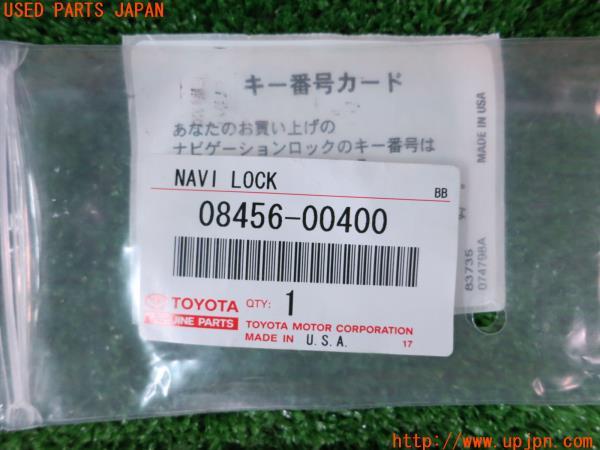 USED PARTS JAPAN
キー番号カード
あなたのお買い上げの
ナビゲーションロックのキー番号は
MADE IN USA
83735
074798A
NAVI LOCK
BB
08456-00400
TOYOTA
GENUINE PARTS
QTY: 1
TOYOTA MOTOR CORPORATION
MADE IN U.S.A.
17
http://www.upjpn.com/